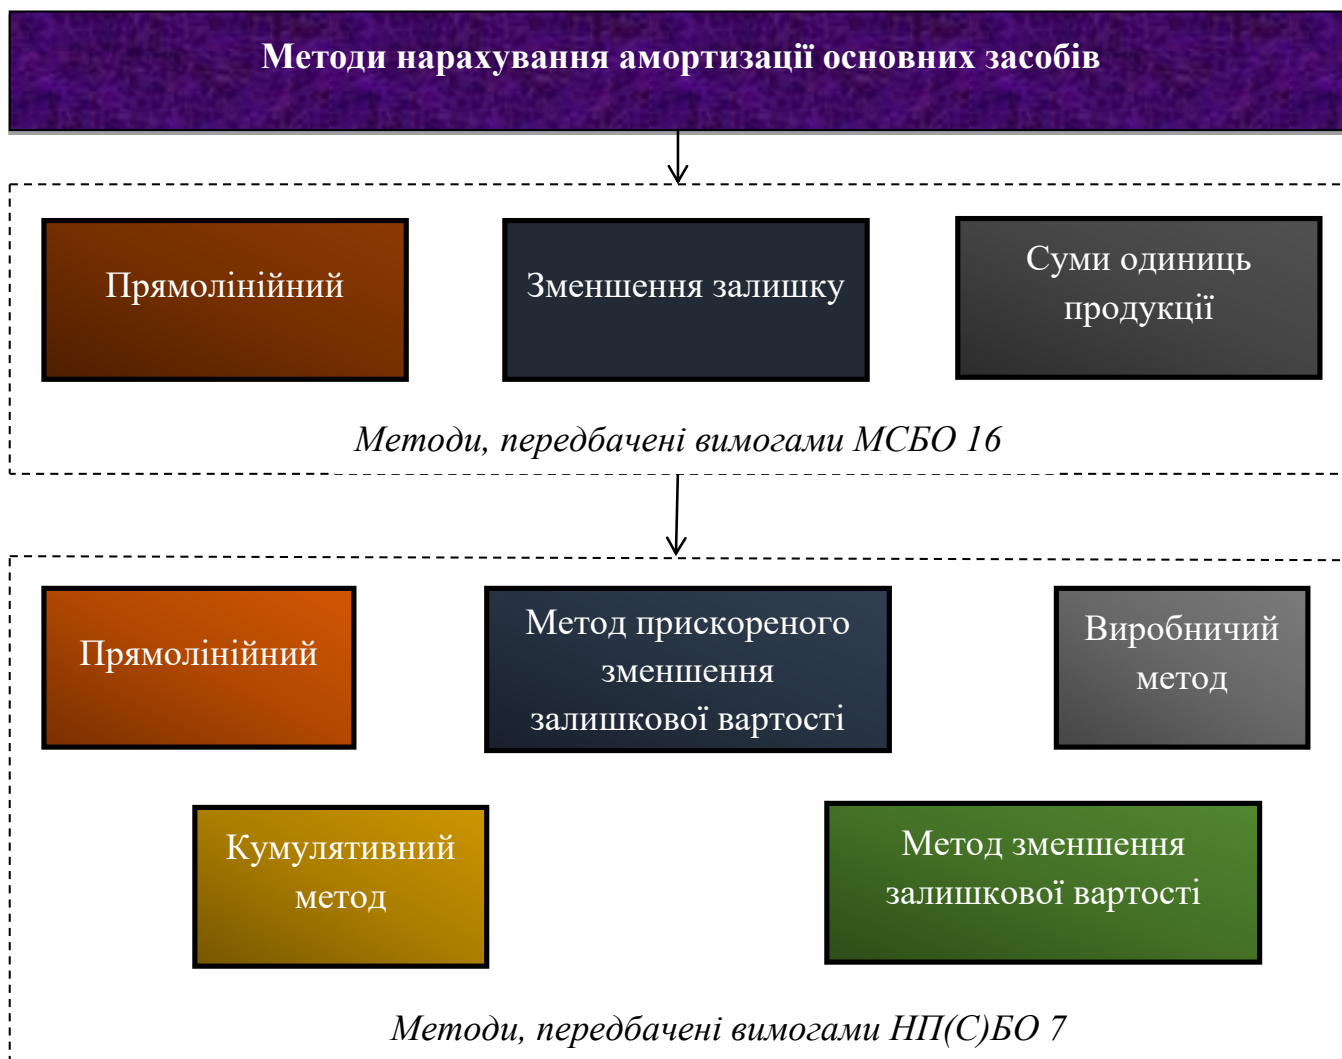 Методи нарахування амортизації основних засобів
Прямолінійний
Зменшення залишку
Суми одиниць
продукції
Методи, передбачені вимогами МСБО 16
Прямолінійний
Метод прискореного
зменшення
залишкової вартості
Виробничий
метод
Кумулятивний
метод
Метод зменшення
залишкової вартості
Методи, передбачені вимогами НП(С)БО 7